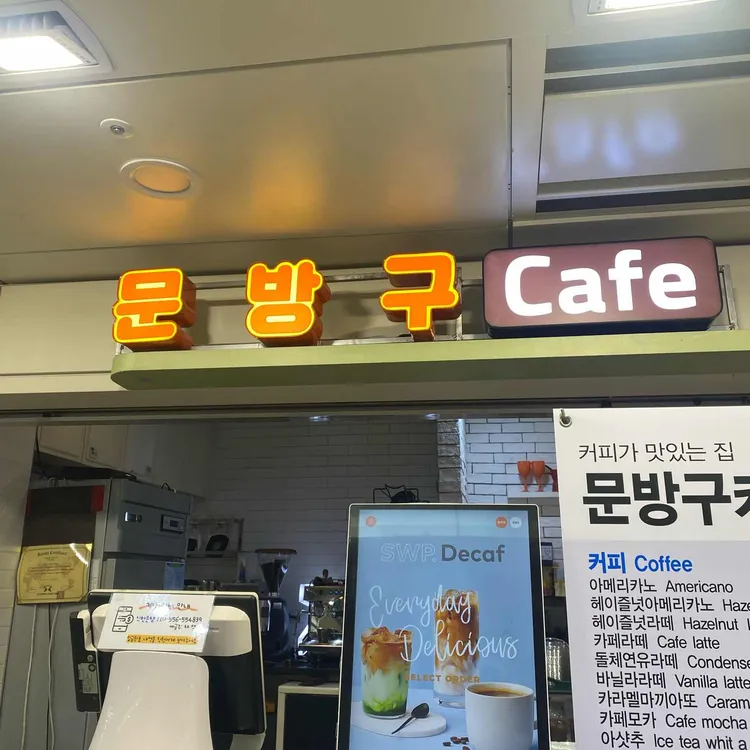 문방구 Cafe
커피가 맛있는 집
문방구카
커피 Coffee
아메리카노 Americano
헤이즐넛아메리카노 Haze
헤이즐넛라떼 Hazelnut l
카페라떼 Cafe latte
돌체연유라떼 Condense
바닐라라떼 Vanilla latte
카라멜마끼아또 Caram
카페모카 Cafe mocha
아샷추 Ice tea whit a
SWP. Decaf
Everyday
Delicious
SELECT ORDER